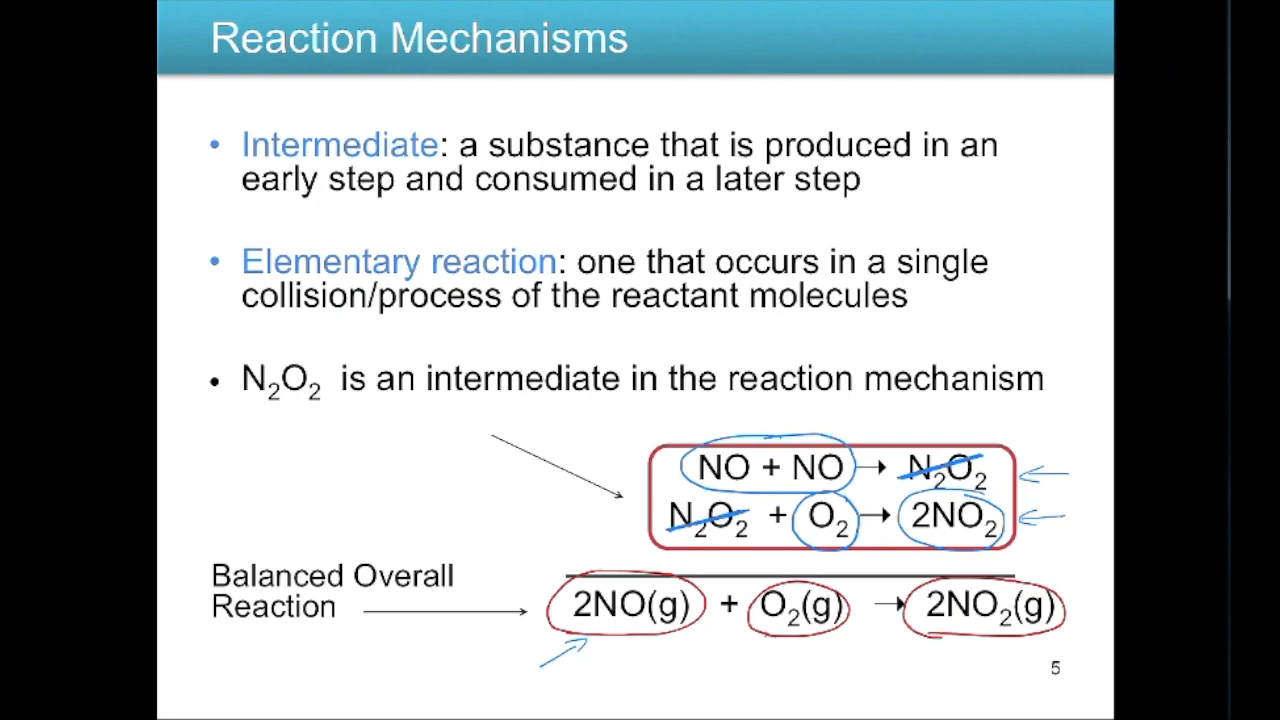 Reaction Mechanisms
• Intermediate: a substance that is produced in an
early step and consumed in a later step
• Elementary reaction: one that occurs in a single
collision/process of the reactant molecules
• N₂O₂ is an intermediate in the reaction mechanism
NO + NO → N₂O₂
N₂O₂ + O₂ → 2NO₂
Balanced Overall
Reaction
2NO(g) + O₂(g) → 2NO₂(g)
5